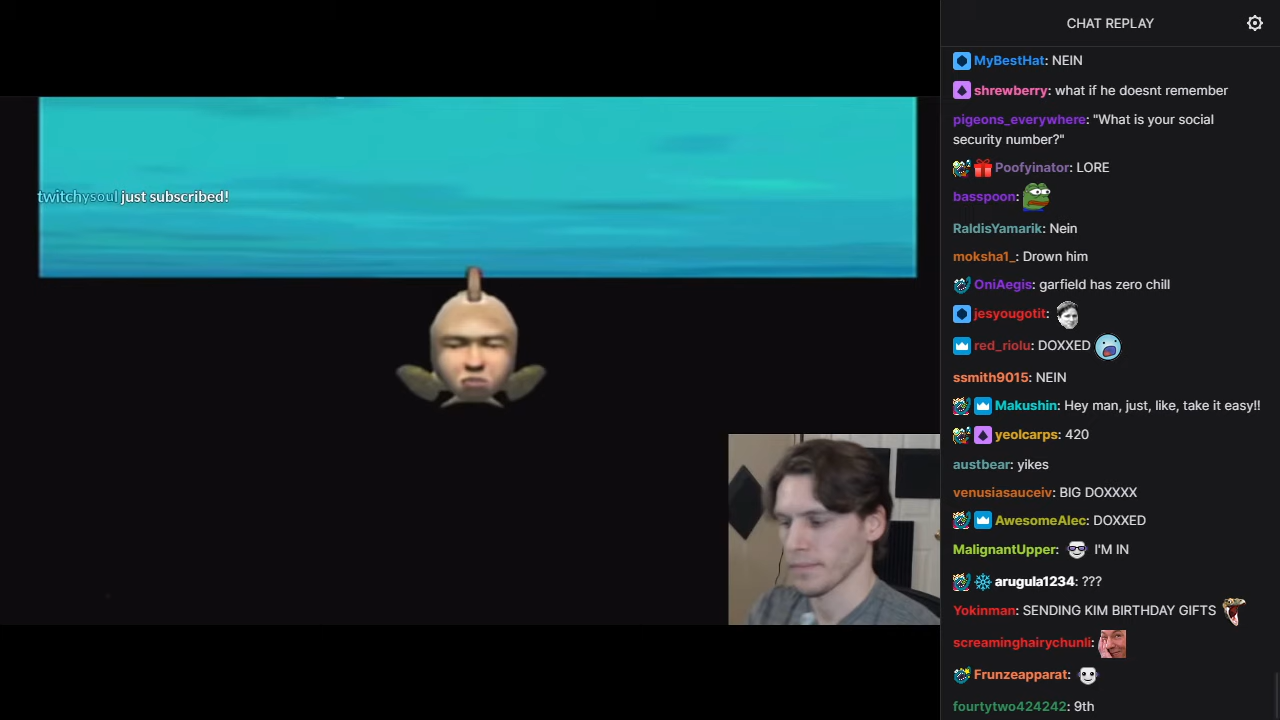 CHAT REPLAY
twitchysoul just subscribed!
MyBestHat: NEIN
shrewberry: what if he doesnt remember
pigeons_everywhere: "What is your social
security number?"
Poofyinator: LORE
basspoon:
RaldisYamarik: Nein
moksha1_: Drown him
OniAegis: garfield has zero chill
jesyougotit:
red_riolu: DOXXED
ssmith9015: NEIN
Makushin: Hey man, just, like, take it easy!!
yeolcarps: 420
austbear: yikes
venusiasauceiv: BIG DOXXXX
AwesomeAlec: DOXXED
MalignantUpper: I'M IN
arugula1234: ???
Yokinman: SENDING KIM BIRTHDAY GIFTS
screaminghairychunli:
Frunzeapparat:
fourtytwo424242: 9th